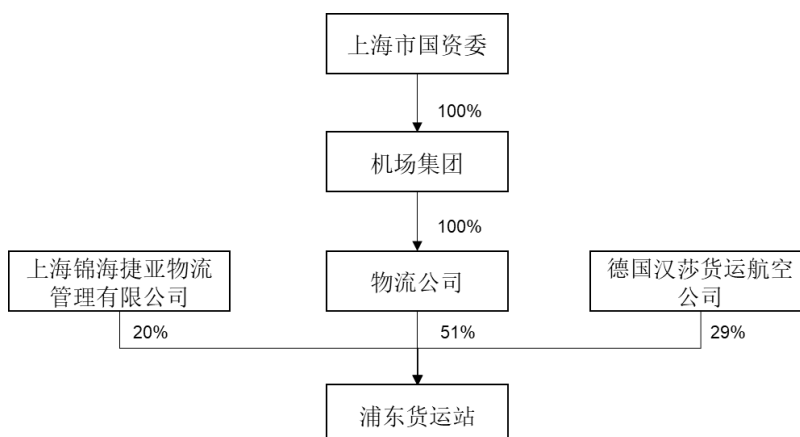 上海市国资委
100%
机场集团
100%
上海锦海捷亚物流
管理有限公司
物流公司
德国汉莎货运航空
公司
20%
51%
29%
浦东货运站